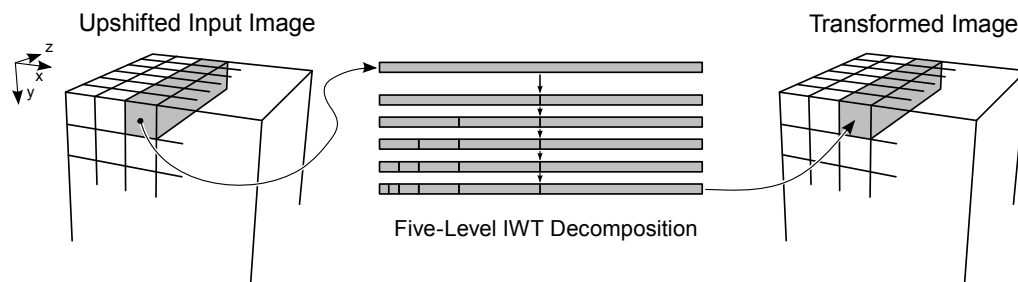 Upshifted Input Image
Transformed Image
z
x
y
Five-Level IWT Decomposition